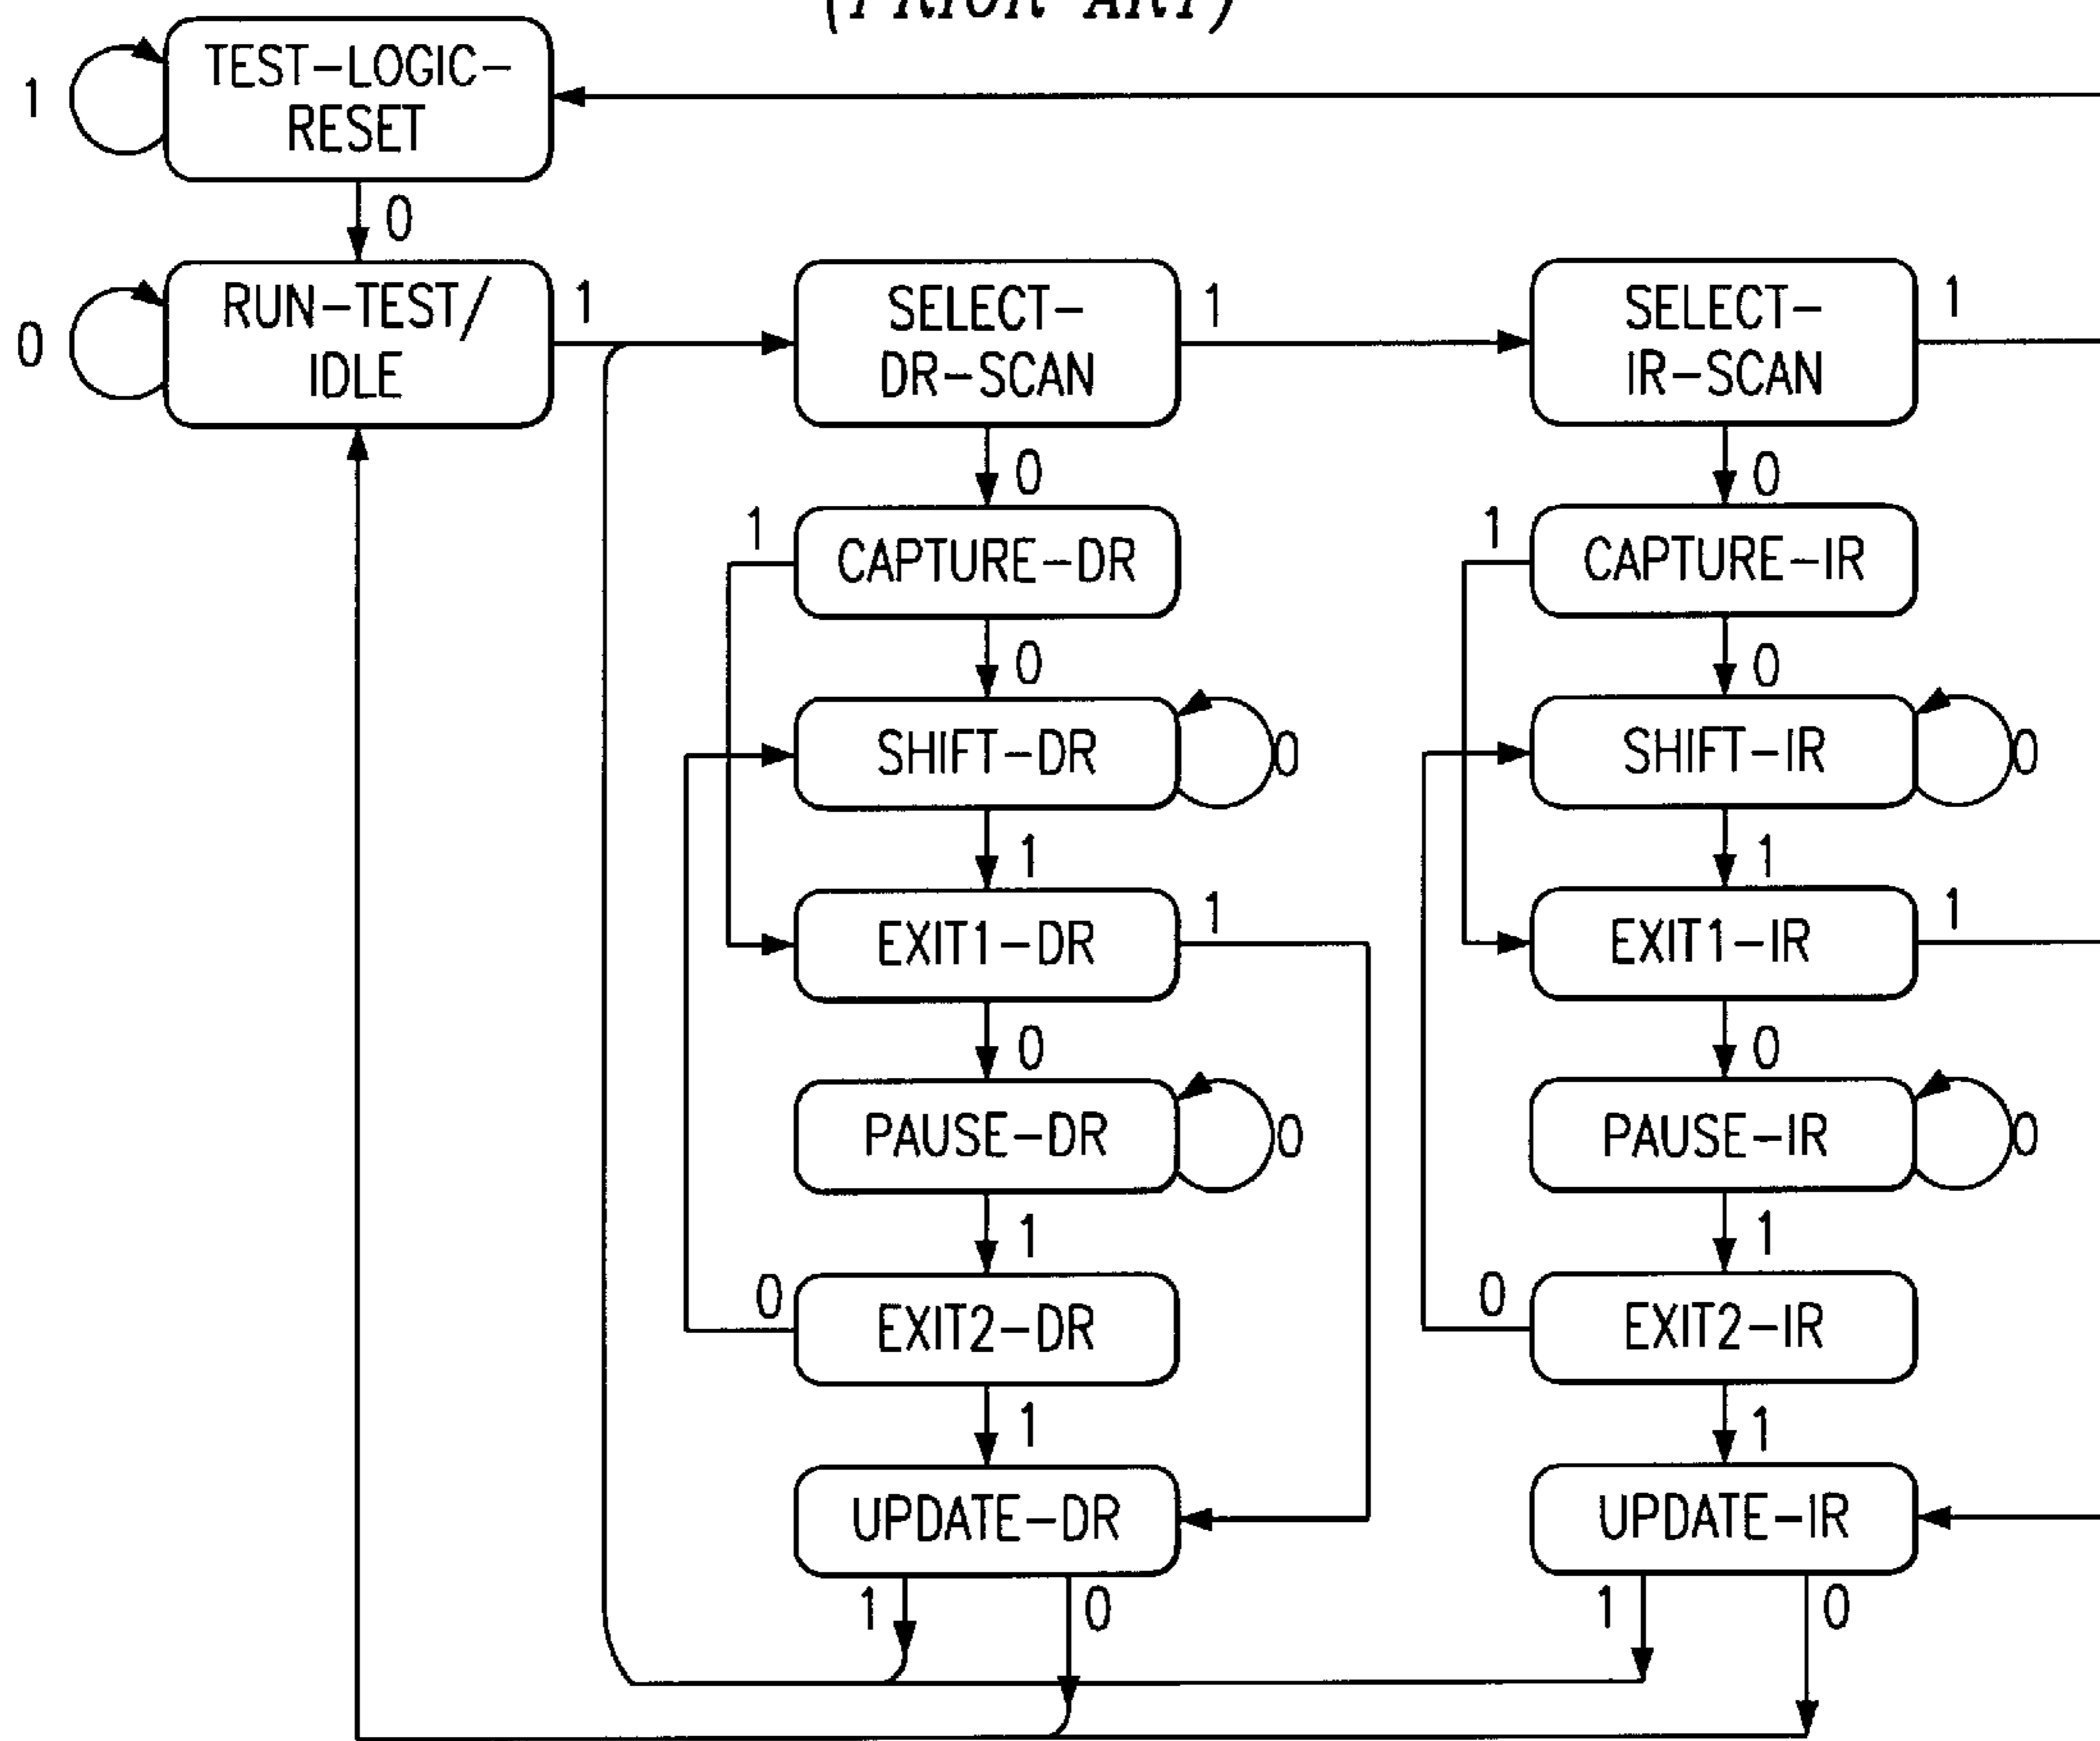 (PRIOR ART)
TEST-LOGIC-
RESET
1
0
RUN-TEST/
IDLE
0
1
SELECT-
DR-SCAN
1
SELECT-
IR-SCAN
1
0
0
1
CAPTURE-DR
1
CAPTURE-IR
0
0
SHIFT-DR
0
SHIFT-IR
0
1
1
EXIT1-DR
1
EXIT1-IR
1
0
0
PAUSE-DR
0
PAUSE-IR
0
1
1
0
EXIT2-DR
0
EXIT2-IR
1
1
UPDATE-DR
UPDATE-IR
1
0
1
0